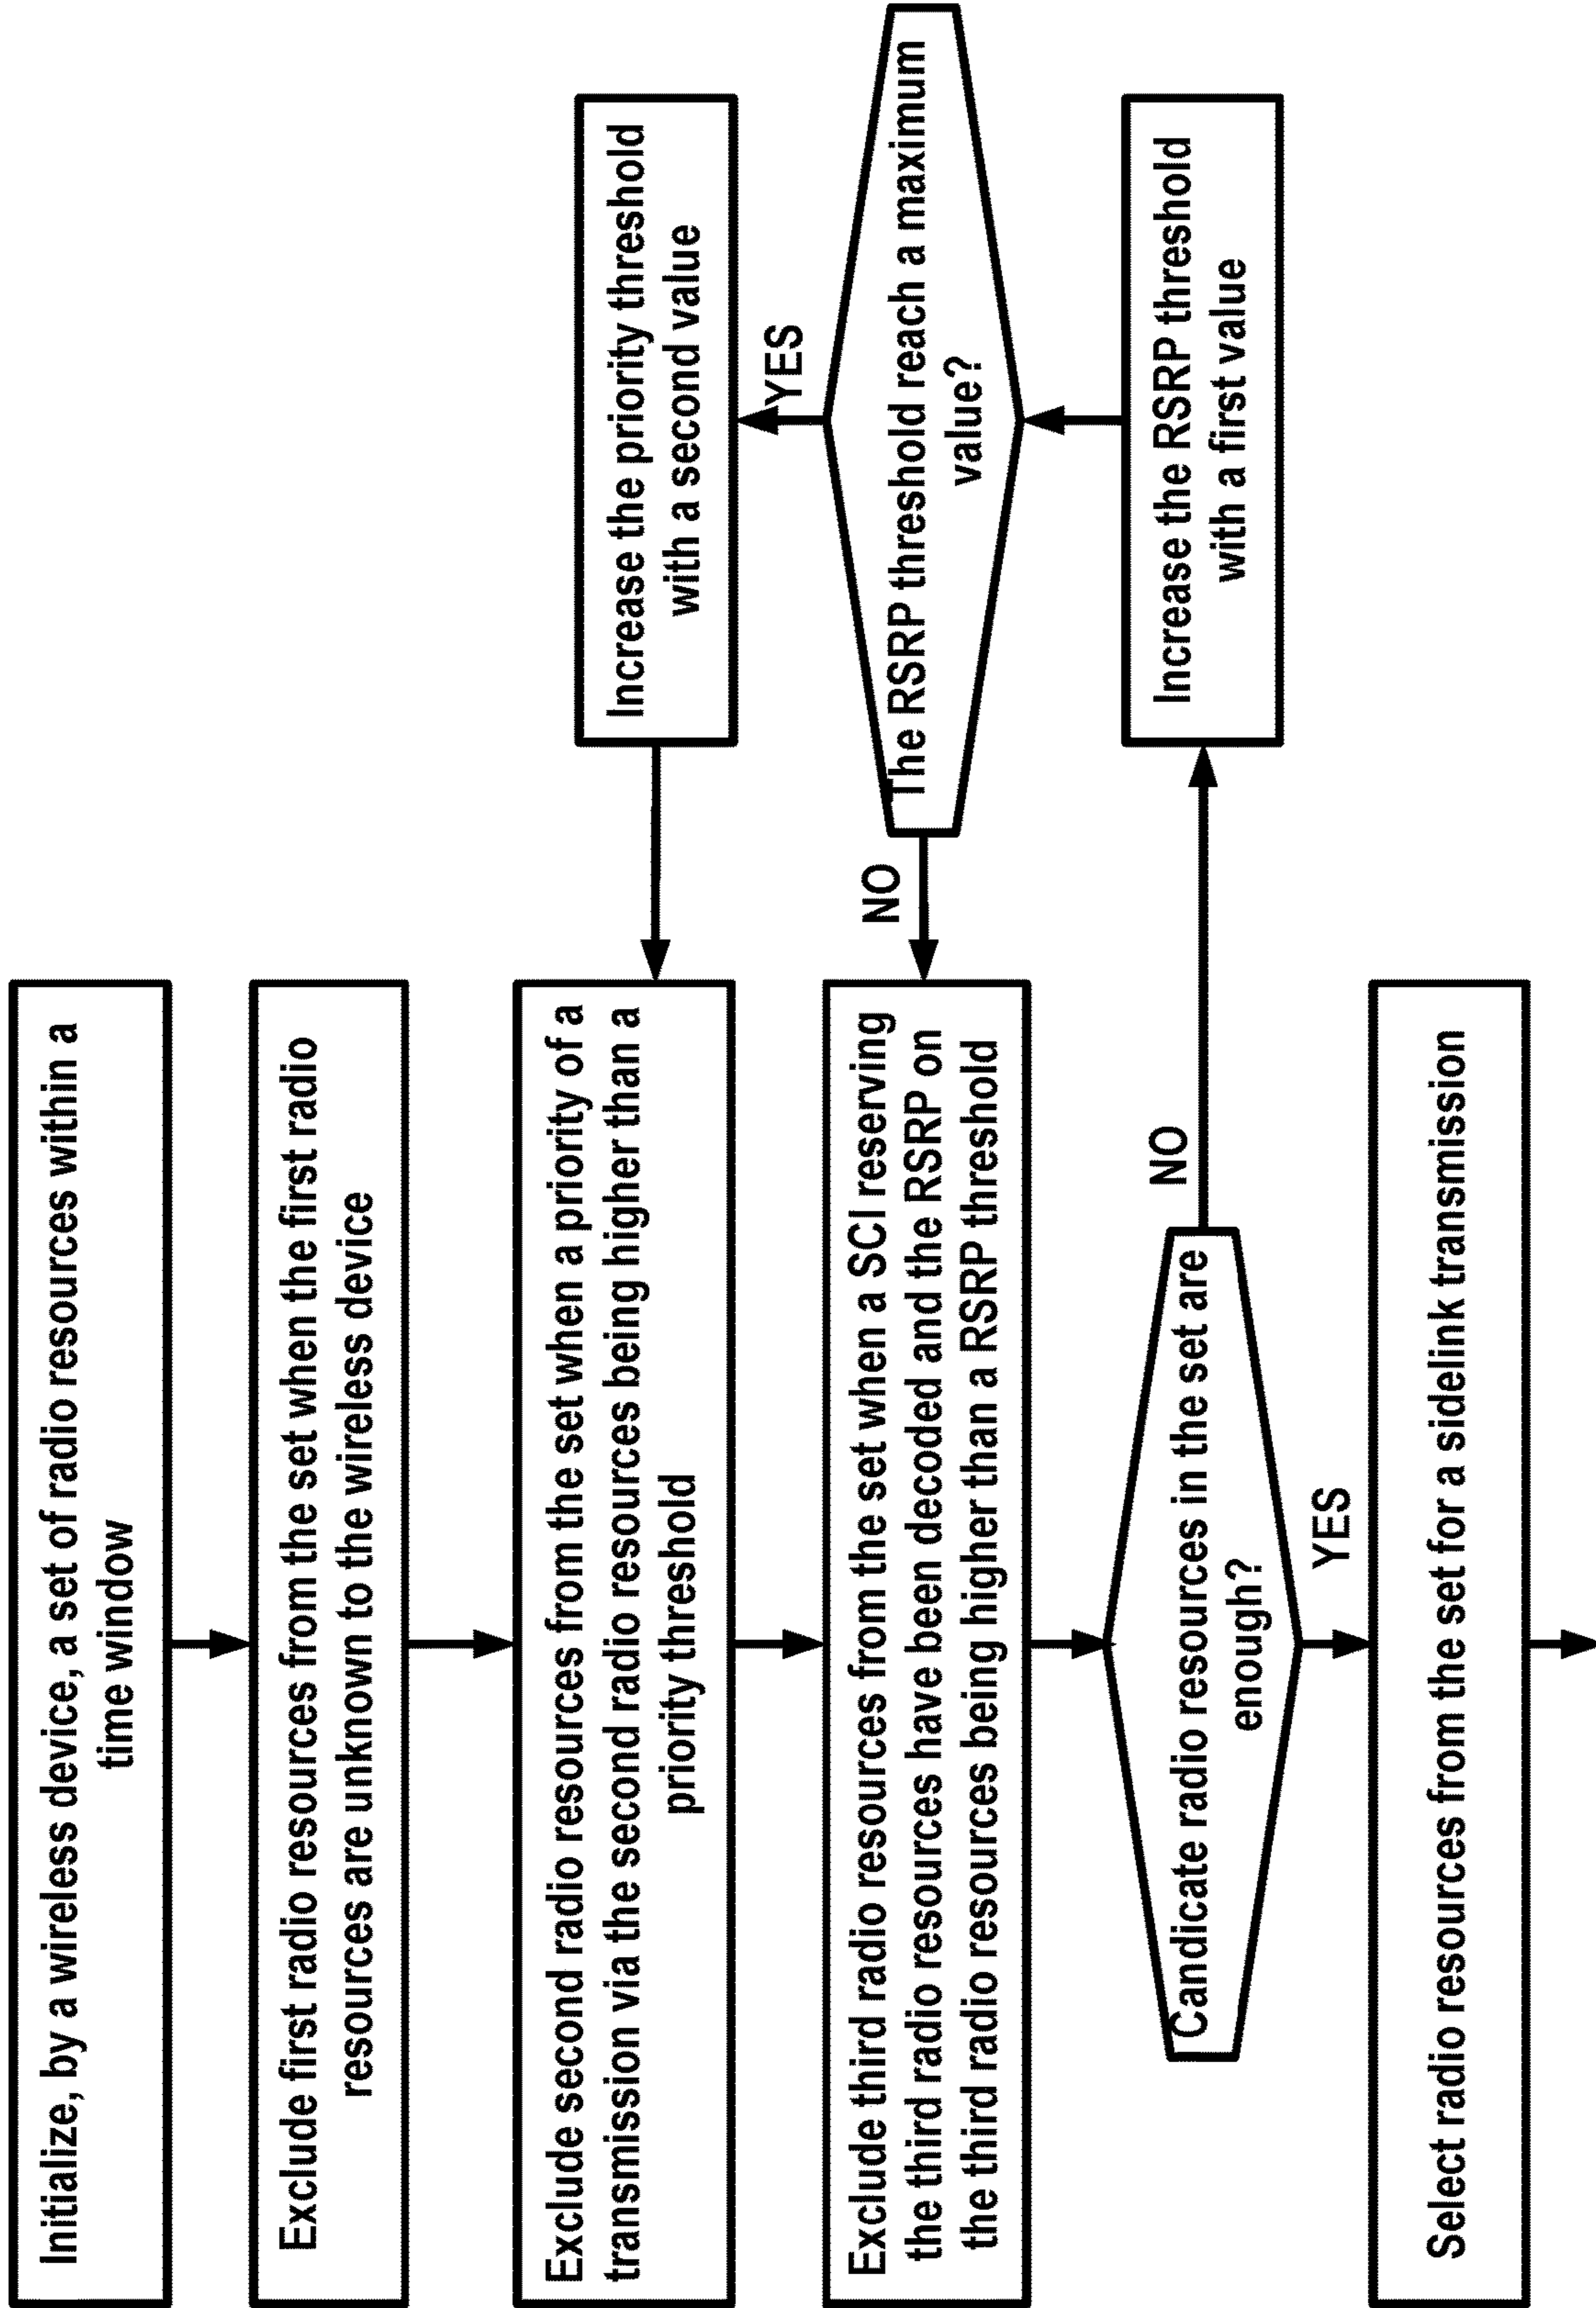 Initialize, by a wireless device, a set of radio resources within a
time window
Exclude first radio resources from the set when the first radio
resources are unknown to the wireless device
Exclude second radio resources from the set when a priority of a
transmission via the second radio resources being higher than a
priority threshold
Exclude third radio resources from the set when a SCI reserving
the third radio resources have been decoded and the RSRP on
the third radio resources being higher than a RSRP threshold
Candicate radio resources in the set are
enough?
YES
NO
Select radio resources from the set for a sidelink transmission
Increase the RSRP threshold
with a first value
The RSRP threshold reach a maximum
value?
NO
YES
Increase the priority threshold
with a second value